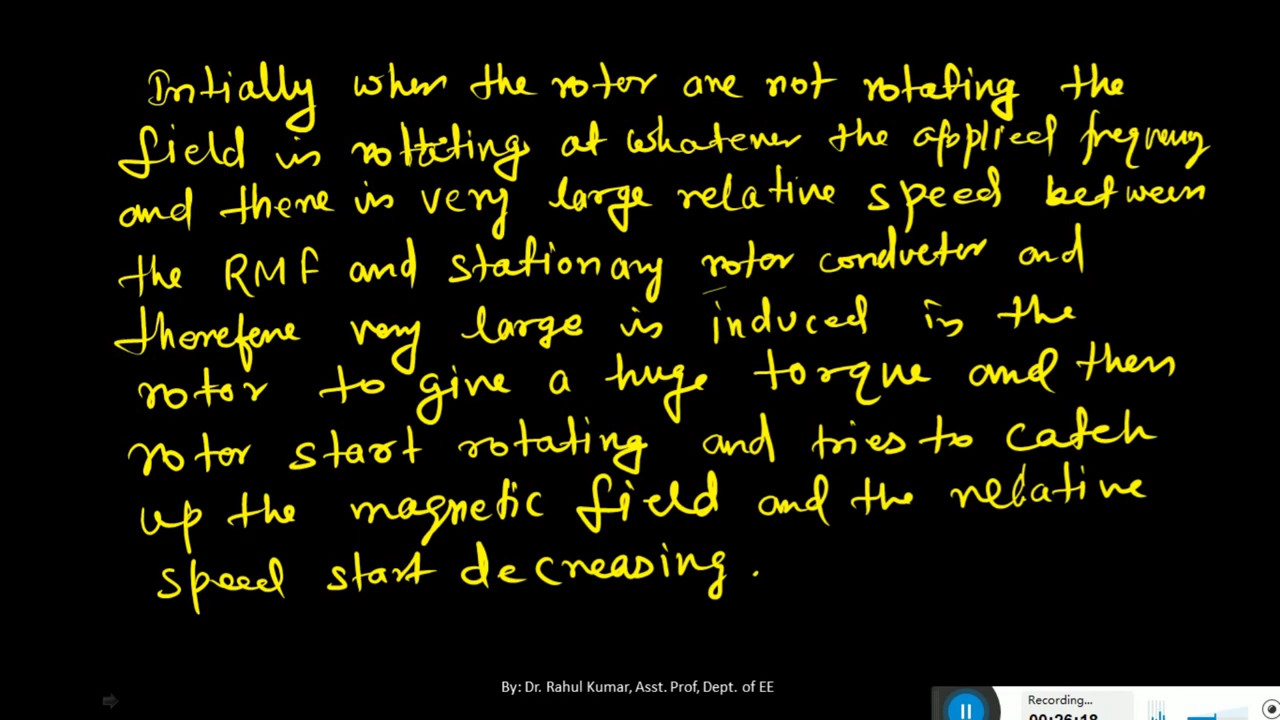 Initially when the rotor are not rotating the
field is rotating at whatever the applied frequency
and there is very large relative speed between
the RMF and stationary rotor conductor and
therefore very large is induced in the
rotor to give a huge torque and then
rotor start rotating and tries to catch
up the magnetic field and the relative
speed start decreasing.
By: Dr. Rahul Kumar, Asst. Prof, Dept. of EE
Recording...
00:26:18